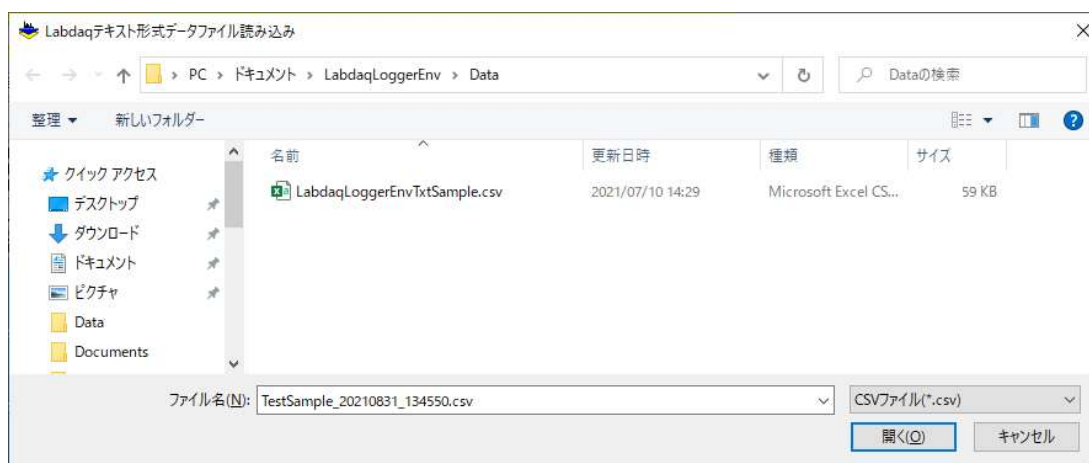 Labdaqテキスト形式データファイル読み込み
PC > ドキュメント > LabdaqLoggerEnv > Data
Dataの検索
整理 新しいフォルダー
名前 更新日時 種類 サイズ
LabdaqLoggerEnvTxtSample.csv 2021/07/10 14:29 Microsoft Excel CS... 59 KB
クイック アクセス
デスクトップ
ダウンロード
ドキュメント
ピクチャ
Data
Documents
ファイル名(N): TestSample_20210831_134550.csv CSVファイル(*.csv)
開く(O) キャンセル